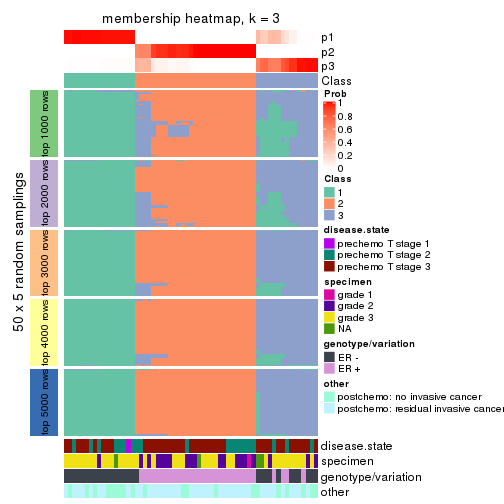 membership heatmap, k = 3
p1
p2
p3
Class
50 x 5 random samplings
top 1000 rows
top 2000 rows
top 3000 rows
top 4000 rows
top 5000 rows
Prob
1
0.8
0.6
0.4
0.2
0
Class
1
2
3
disease.state
prechemo T stage 1
prechemo T stage 2
prechemo T stage 3
specimen
grade 1
grade 2
grade 3
NA
genotype/variation
ER -
ER +
other
postchemo: no invasive cancer
postchemo: residual invasive cancer
disease.state
specimen
genotype/variation
other